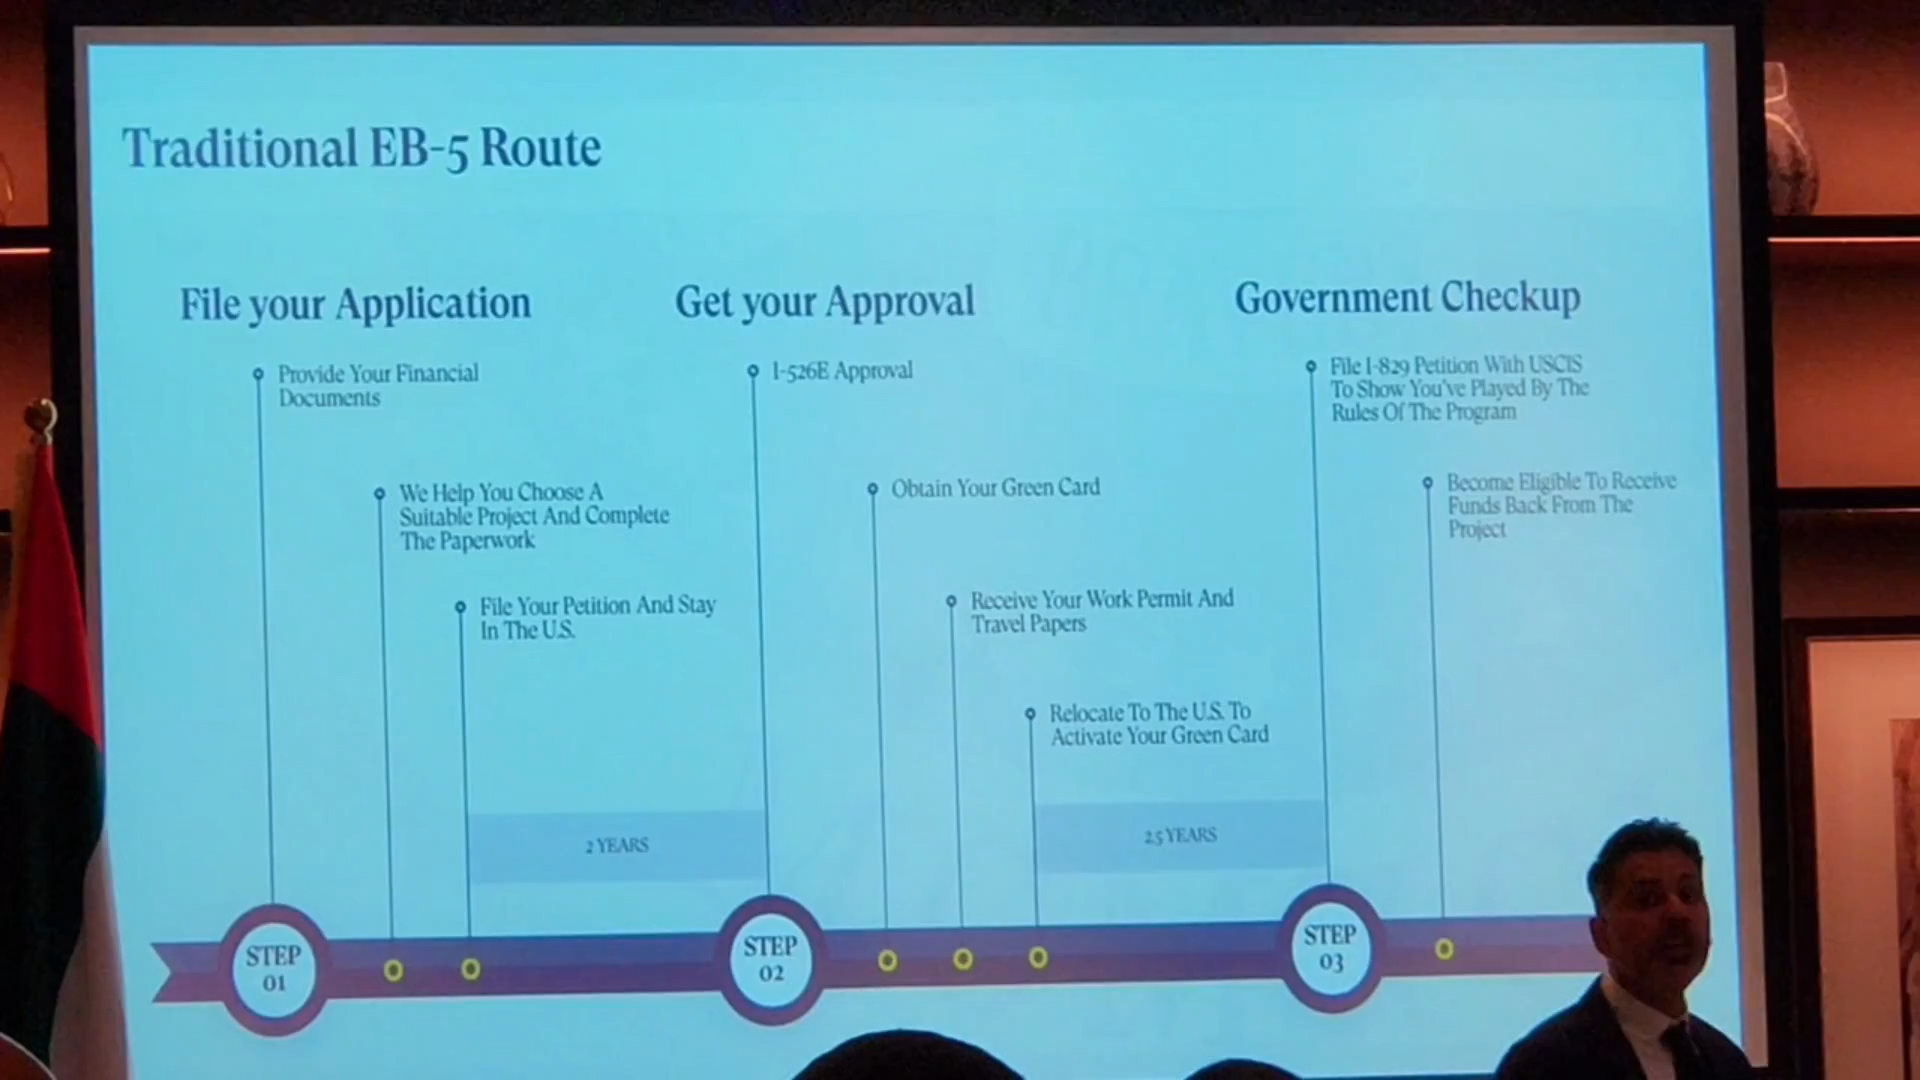 Traditional EB-5 Route
File your Application
Provide Your Financial
Documents
We Help You Choose A
Suitable Project And Complete
The Paperwork
File Your Petition And Stay
In The U.S.
2 YEARS
Get your Approval
I-526E Approval
Obtain Your Green Card
Receive Your Work Permit And
Travel Papers
Relocate To The U.S. To
Activate Your Green Card
2.5 YEARS
Government Checkup
File I-829 Petition With USCIS
To Show You've Played By The
Rules Of The Program
Become Eligible To Receive
Funds Back From The
Project
STEP
01
STEP
02
STEP
03